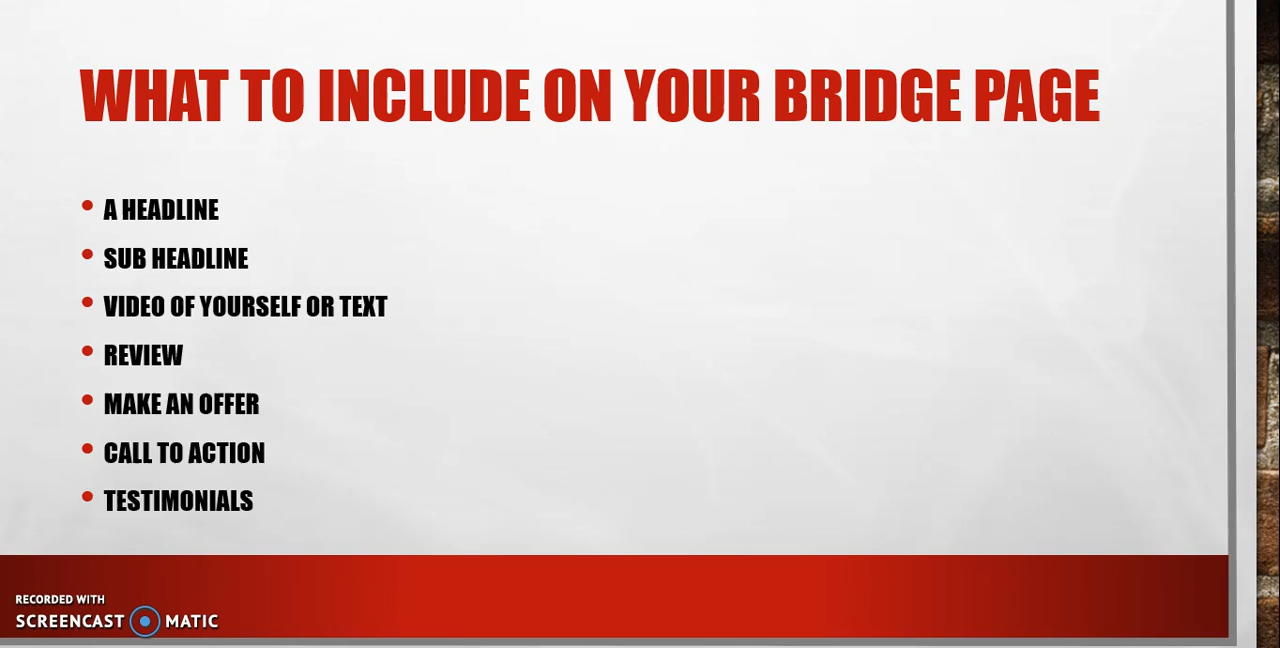 WHAT TO INCLUDE ON YOUR BRIDGE PAGE
• A HEADLINE
• SUB HEADLINE
• VIDEO OF YOURSELF OR TEXT
• REVIEW
• MAKE AN OFFER
• CALL TO ACTION
• TESTIMONIALS
RECORDED WITH
SCREENCAST MATIC